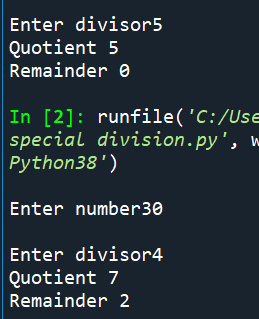 Enter divisor5
Quotient 5
Remainder 0
In [2]: runfile('C:/Use
special division.py', w
Python38')
Enter number30
Enter divisor4
Quotient 7
Remainder 2